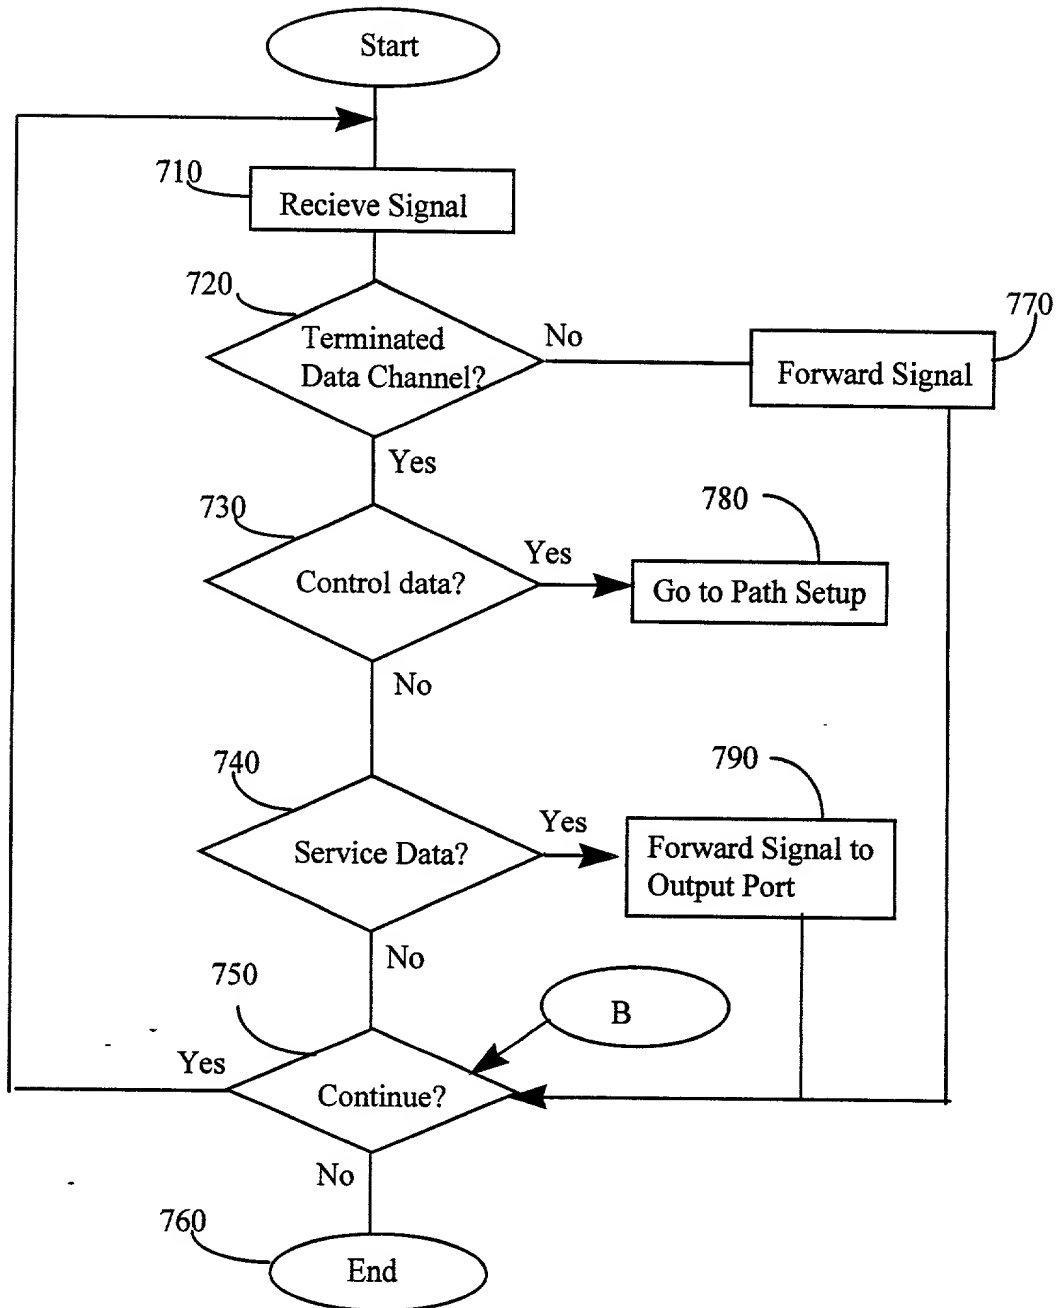 Start
710
Recieve Signal
720
Terminated
Data Channel?
No
770
Forward Signal
Yes
730
Control data?
Yes
780
Go to Path Setup
No
740
Service Data?
Yes
790
Forward Signal to
Output Port
No
750
B
Yes
Continue?
No
760
End